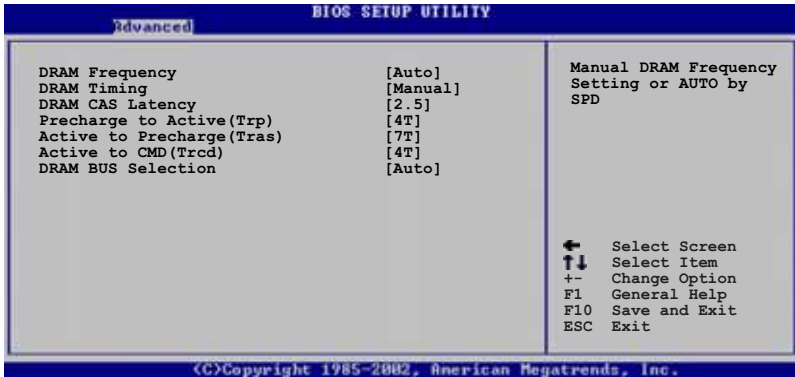 BIOS SETUP UTILITY
Advanced
DRAM Frequency [Auto]
DRAM Timing [Manual]
DRAM CAS Latency [2.5]
Precharge to Active(Trp) [4T]
Active to Precharge(Tras) [7T]
Active to CMD(Trcd) [4T]
DRAM BUS Selection [Auto]
Manual DRAM Frequency
Setting or AUTO by
SPD
← Select Screen
↑↓ Select Item
+- Change Option
F1 General Help
F10 Save and Exit
ESC Exit
(C)Copyright 1985-2002, American Megatrends, Inc.